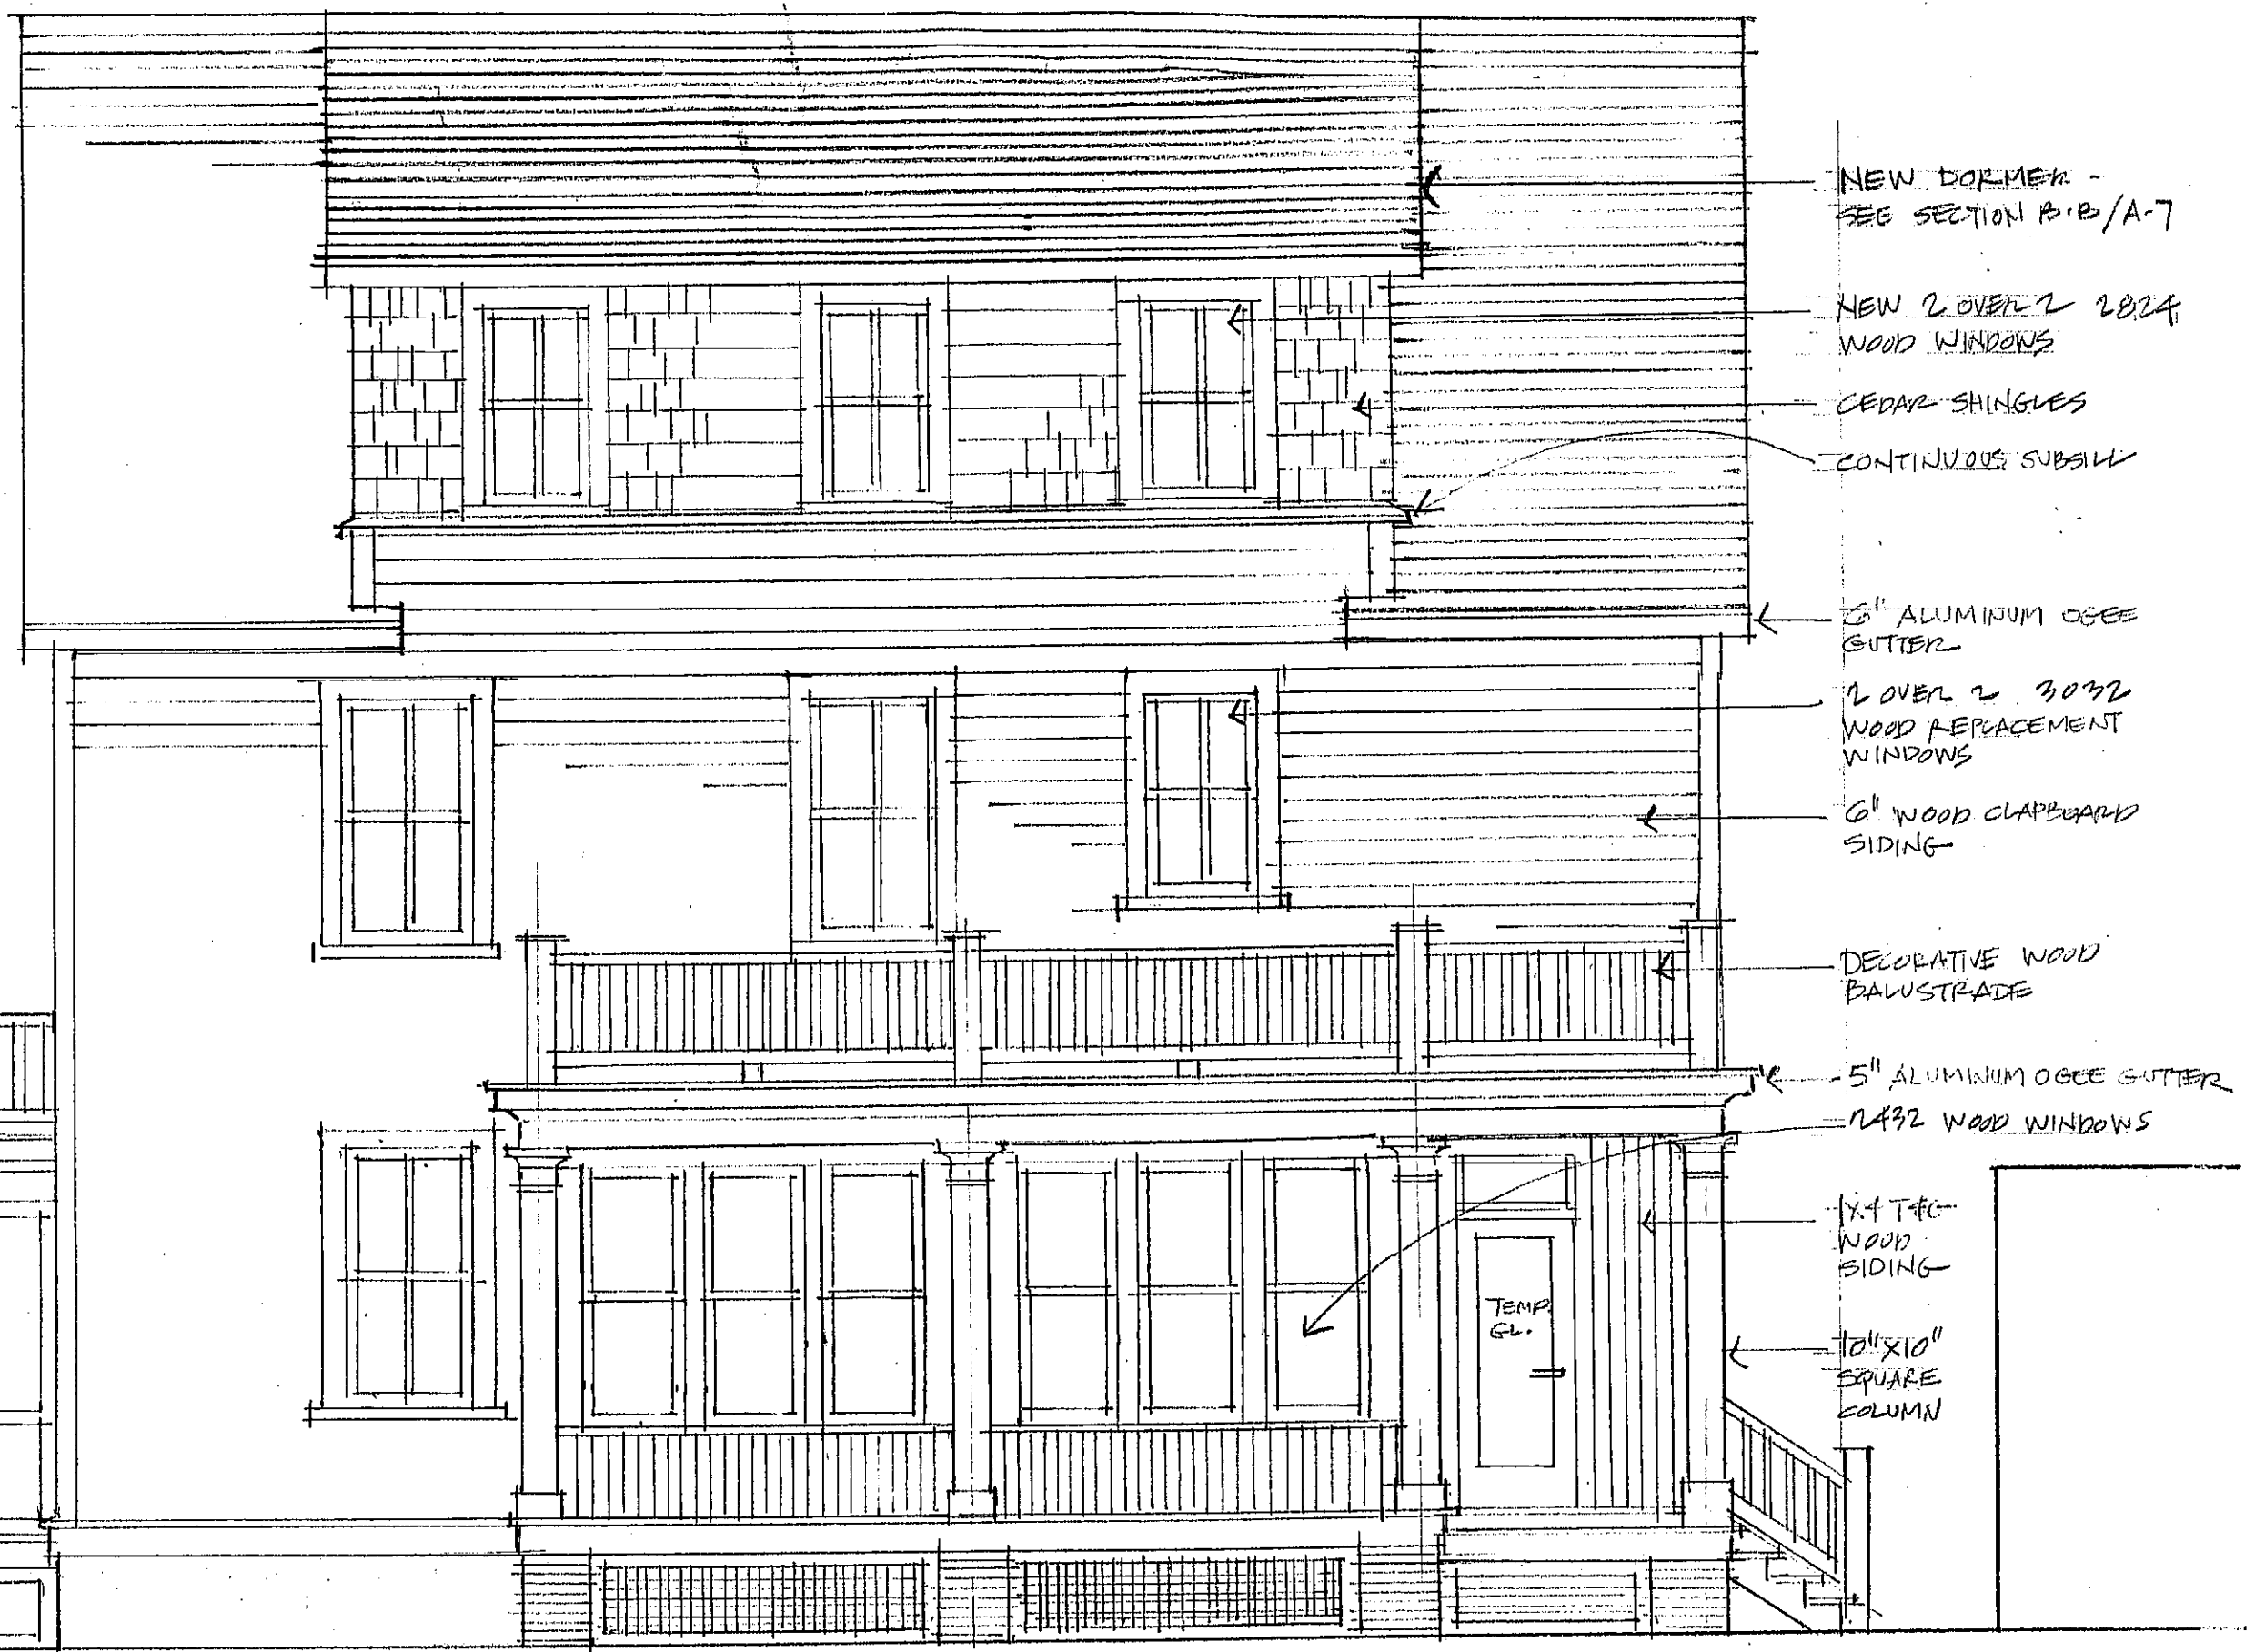 NEW DORMER -
SEE SECTION B-B/A-7
NEW 2 OVER 2 2824
WOOD WINDOWS
CEDAR SHINGLES
CONTINUOUS SUBSILL
6" ALUMINUM OGEE
GUTTER
2 OVER 2 3032
WOOD REPLACEMENT
WINDOWS
6" WOOD CLAPBOARD
SIDING
DECORATIVE WOOD
BALUSTRADE
5" ALUMINUM OGEE GUTTER
2432 WOOD WINDOWS
1X4 T&G
WOOD
SIDING
TEMP.
GL.
10"X10"
SQUARE
COLUMN